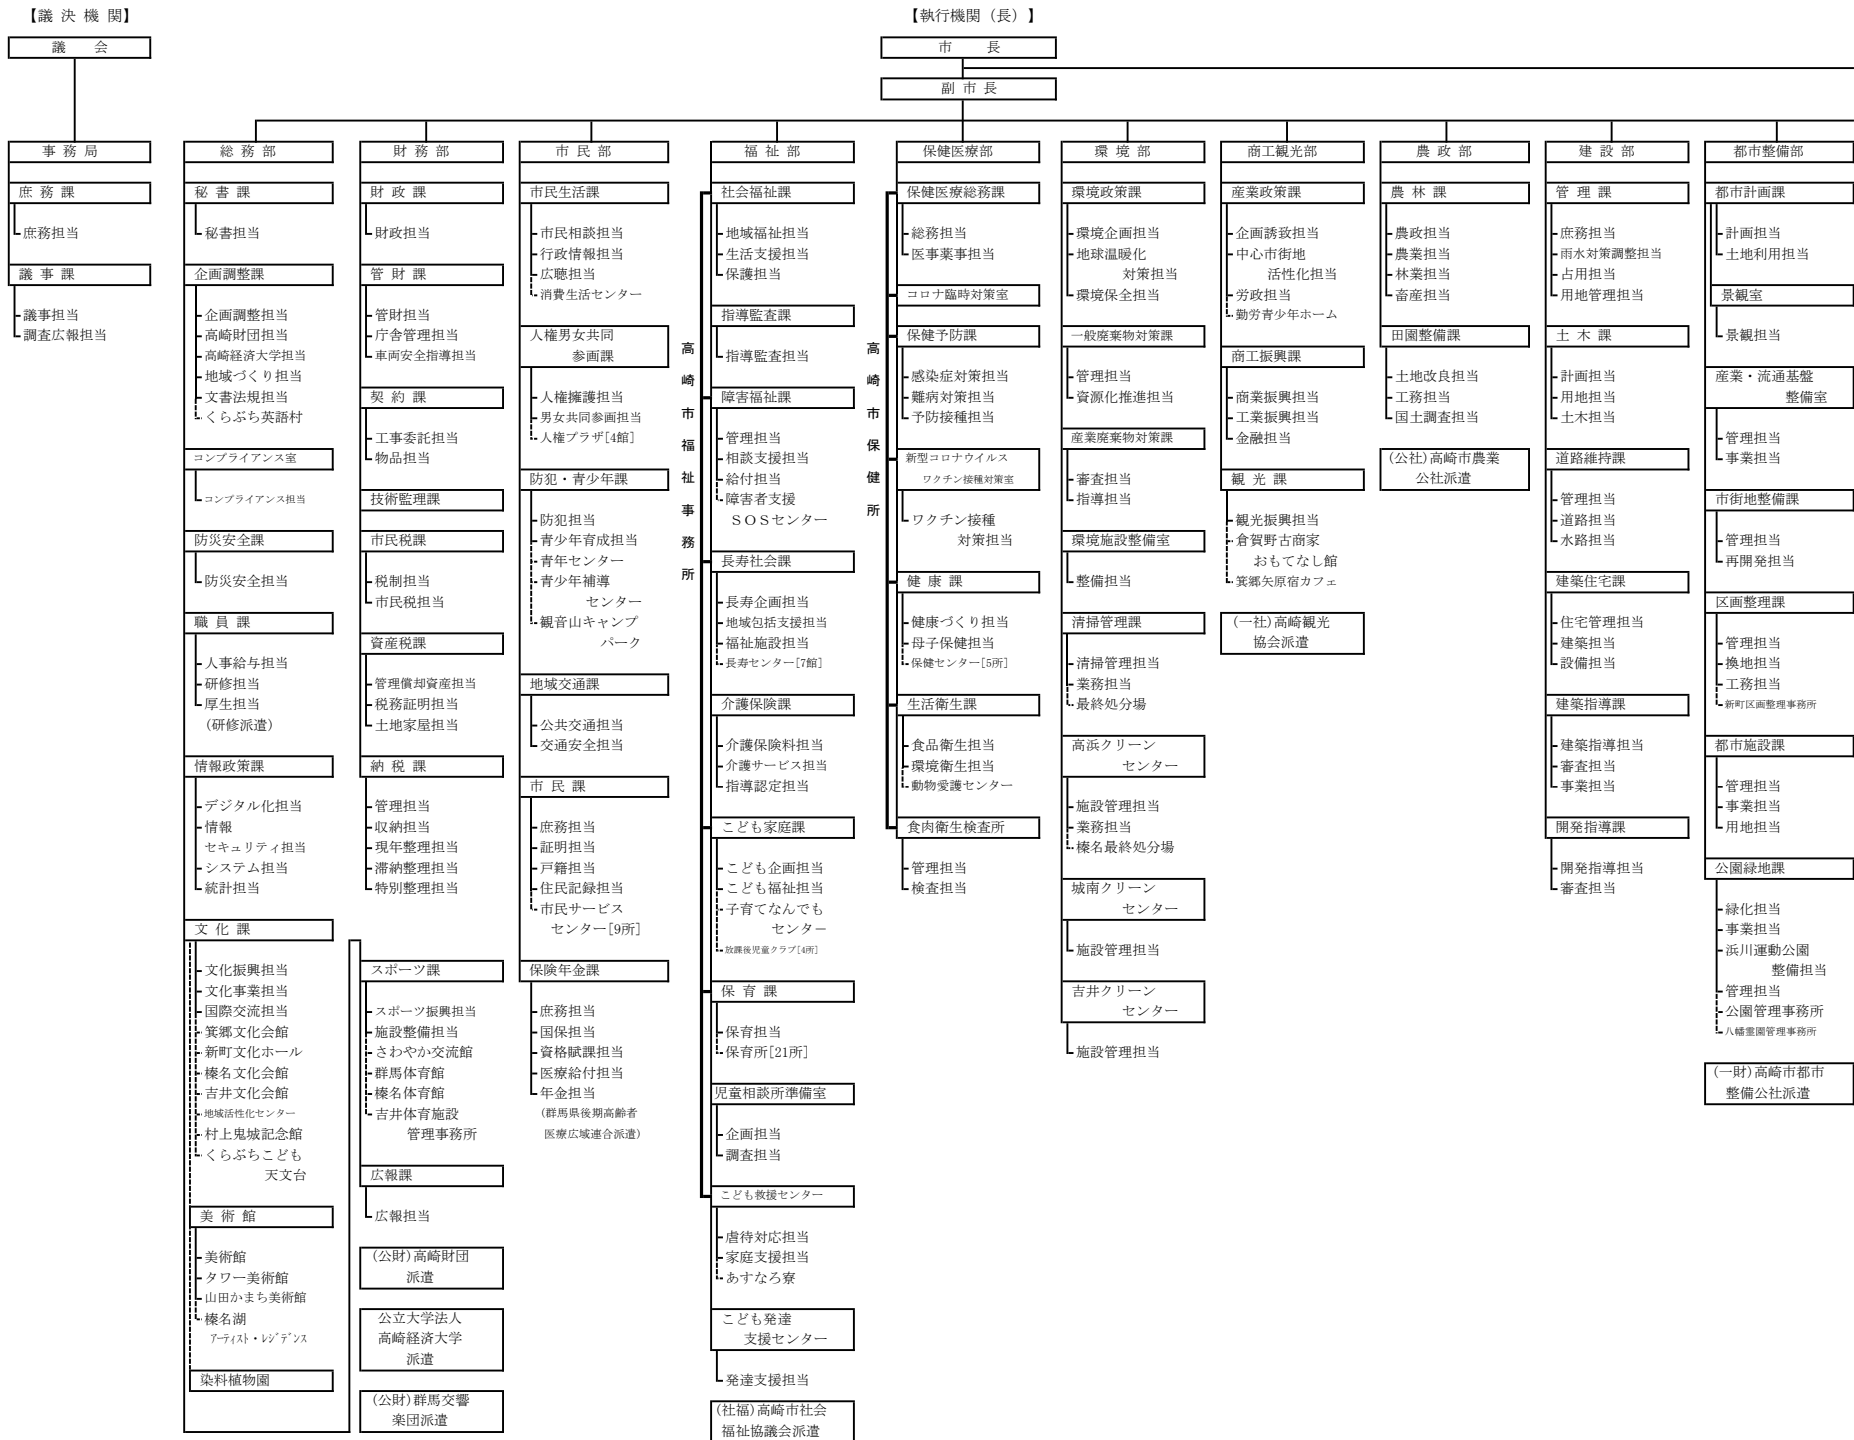 【議 決 機 関】
議 会
事 務 局
庶 務 課
庶務担当
議 事 課
議事担当
調査広報担当
【執行機関（長）】
市 長
副 市 長
総 務 部
秘 書 課
秘書担当
企画調整課
企画調整担当
高崎財団担当
高崎経済大学担当
地域づくり担当
文書法規担当
くらぶち英語村
コンプライアンス室
コンプライアンス担当
防災安全課
防災安全担当
職 員 課
人事給与担当
研修担当
厚生担当
(研修派遣)
情報政策課
デジタル化担当
情報
セキュリティ担当
システム担当
統計担当
文 化 課
文化振興担当
文化事業担当
国際交流担当
箕郷文化会館
新町文化ホール
榛名文化会館
吉井文化会館
地域活性化センター
村上鬼城記念館
くらぶちこども
天文台
美 術 館
美術館
タワー美術館
山田かまち美術館
榛名湖
アーティスト・レジデンス
染料植物園
財 務 部
財 政 課
財政担当
管 財 課
管財担当
庁舎管理担当
車両安全指導担当
契 約 課
工事委託担当
物品担当
技術監理課
市民税課
税制担当
市民税担当
資産税課
管理償却資産担当
税務証明担当
土地家屋担当
納 税 課
管理担当
収納担当
現年整理担当
滞納整理担当
特別整理担当
スポーツ課
スポーツ振興担当
施設整備担当
さわやか交流館
群馬体育館
榛名体育館
吉井体育施設
管理事務所
広報課
広報担当
(公財)高崎財団
派遣
公立大学法人
高崎経済大学
派遣
(公財)群馬交響
楽団派遣
市 民 部
市民生活課
市民相談担当
行政情報担当
広聴担当
消費生活センター
人権男女共同
参画課
人権擁護担当
男女共同参画担当
人権プラザ[4館]
防犯・青少年課
防犯担当
青少年育成担当
青年センター
青少年補導
センター
観音山キャンプ
パーク
地域交通課
公共交通担当
交通安全担当
市 民 課
庶務担当
証明担当
戸籍担当
住民記録担当
市民サービス
センター[9所]
保険年金課
庶務担当
国保担当
資格賦課担当
医療給付担当
年金担当
(群馬県後期高齢者
医療広域連合派遣)
高崎市福祉事務所
福 祉 部
社会福祉課
地域福祉担当
生活支援担当
保護担当
指導監査課
指導監査担当
障害福祉課
管理担当
相談支援担当
給付担当
障害者支援
ＳＯＳセンター
長寿社会課
長寿企画担当
地域包括支援担当
福祉施設担当
長寿センター[7館]
介護保険課
介護保険料担当
介護サービス担当
指導認定担当
こども家庭課
こども企画担当
こども福祉担当
子育てなんでも
センター
放課後児童クラブ[4所]
保 育 課
保育担当
保育所[21所]
児童相談所準備室
企画担当
調査担当
こども救援センター
虐待対応担当
家庭支援担当
あすなろ寮
こども発達
支援センター
発達支援担当
(社福)高崎市社会
福祉協議会派遣
高崎市保健所
保健医療部
保健医療総務課
総務担当
医事薬事担当
コロナ臨時対策室
保健予防課
感染症対策担当
難病対策担当
予防接種担当
新型コロナウイルス
ワクチン接種対策室
ワクチン接種
対策担当
健 康 課
健康づくり担当
母子保健担当
保健センター[5所]
生活衛生課
食品衛生担当
環境衛生担当
動物愛護センター
食肉衛生検査所
管理担当
検査担当
環 境 部
環境政策課
環境企画担当
地球温暖化
対策担当
環境保全担当
一般廃棄物対策課
管理担当
資源化推進担当
産業廃棄物対策課
審査担当
指導担当
環境施設整備室
整備担当
清掃管理課
清掃管理担当
業務担当
最終処分場
高浜クリーン
センター
施設管理担当
業務担当
榛名最終処分場
城南クリーン
センター
施設管理担当
吉井クリーン
センター
施設管理担当
商工観光部
産業政策課
企画誘致担当
中心市街地
活性化担当
労政担当
勤労青少年ホーム
商工振興課
商業振興担当
工業振興担当
金融担当
観 光 課
観光振興担当
倉賀野古商家
おもてなし館
箕郷矢原宿カフェ
(一社)高崎観光
協会派遣
農 政 部
農 林 課
農政担当
農業担当
林業担当
畜産担当
田園整備課
土地改良担当
工務担当
国土調査担当
(公社)高崎市農業
公社派遣
建 設 部
管 理 課
庶務担当
雨水対策調整担当
占用担当
用地管理担当
土 木 課
計画担当
用地担当
土木担当
道路維持課
管理担当
道路担当
水路担当
建築住宅課
住宅管理担当
建築担当
設備担当
建築指導課
建築指導担当
審査担当
事業担当
開発指導課
開発指導担当
審査担当
都市整備部
都市計画課
計画担当
土地利用担当
景観室
景観担当
産業・流通基盤
整備室
管理担当
事業担当
市街地整備課
管理担当
再開発担当
区画整理課
管理担当
換地担当
工務担当
新町区画整理事務所
都市施設課
管理担当
事業担当
用地担当
公園緑地課
緑化担当
事業担当
浜川運動公園
整備担当
管理担当
公園管理事務所
八幡霊園管理事務所
(一財)高崎市都市
整備公社派遣